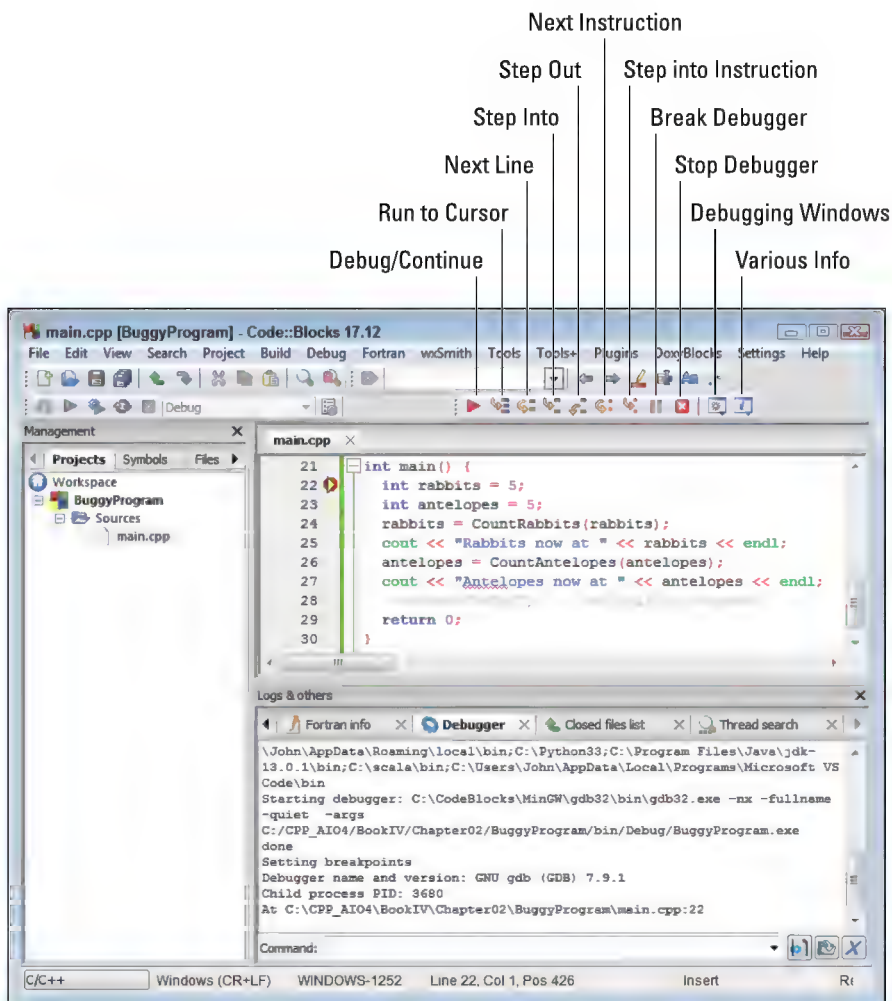 Next Instruction
Step Out
Step into Instruction
Step Into
Break Debugger
Next Line
Stop Debugger
Run to Cursor
Debugging Windows
Debug/Continue
Various Info
main.cpp [BuggyProgram] - Code::Blocks 17.12
File Edit View Search Project Build Debug Fortran wxSmith Tools Tools+ Plugins DoxyBlocks Settings Help
Debug
Management
main.cpp
Projects Symbols Files
Workspace
BuggyProgram
Sources
main.cpp
21 int main() {
22 int rabbits = 5;
23 int antelopes = 5;
24 rabbits = CountRabbits(rabbits);
25 cout << "Rabbits now at " << rabbits << endl;
26 antelopes = CountAntelopes(antelopes);
27 cout << "Antelopes now at " << antelopes << endl;
28
29 return 0;
30 }
Logs & others
Fortran info Debugger Closed files list Thread search
\John\AppData\Roaming\local\bin;C:\Python33;C:\Program Files\Java\jdk-
13.0.1\bin;C:\scala\bin;C:\Users\John\AppData\Local\Programs\Microsoft VS
Code\bin
Starting debugger: C:\CodeBlocks\MinGW\gdb32\bin\gdb32.exe -nx -fullname
-quiet -args
C:/CPP_AIO4/BookIV/Chapter02/BuggyProgram/bin/Debug/BuggyProgram.exe
done
Setting breakpoints
Debugger name and version: GNU gdb (GDB) 7.9.1
Child process PID: 3680
At C:\CPP_AIO4\BookIV\Chapter02\BuggyProgram\main.cpp:22
Command:
C/C++ Windows (CR+LF) WINDOWS-1252 Line 22, Col 1, Pos 426 Insert